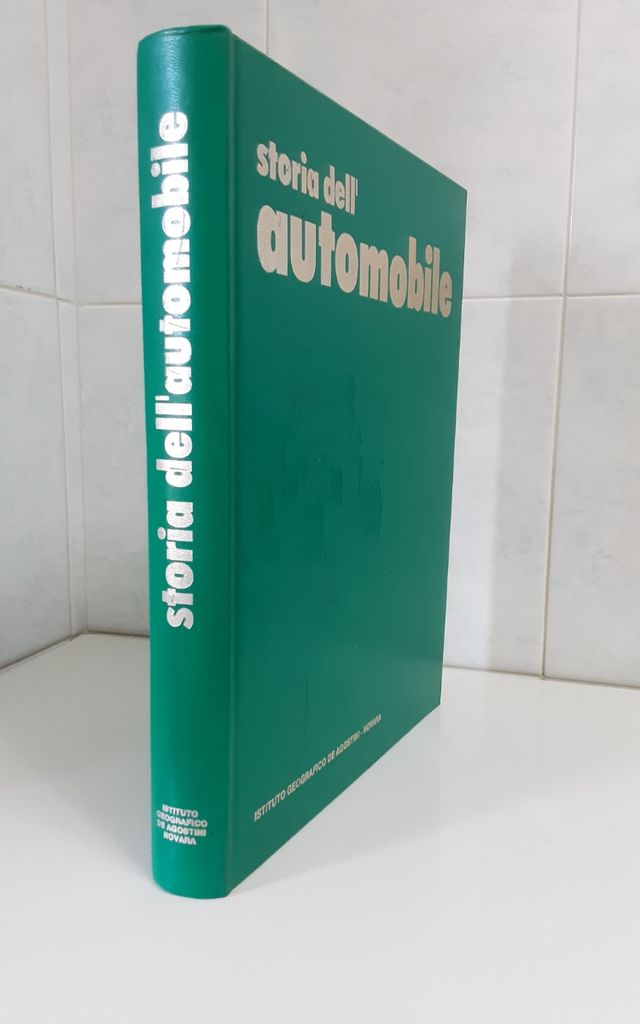 storia dell'automobile
ISTITUTO
GEOGRAFICO
DE AGOSTINI
NOVARA
storia dell'
automobile
ISTITUTO GEOGRAFICO DE AGOSTINI - NOVARA